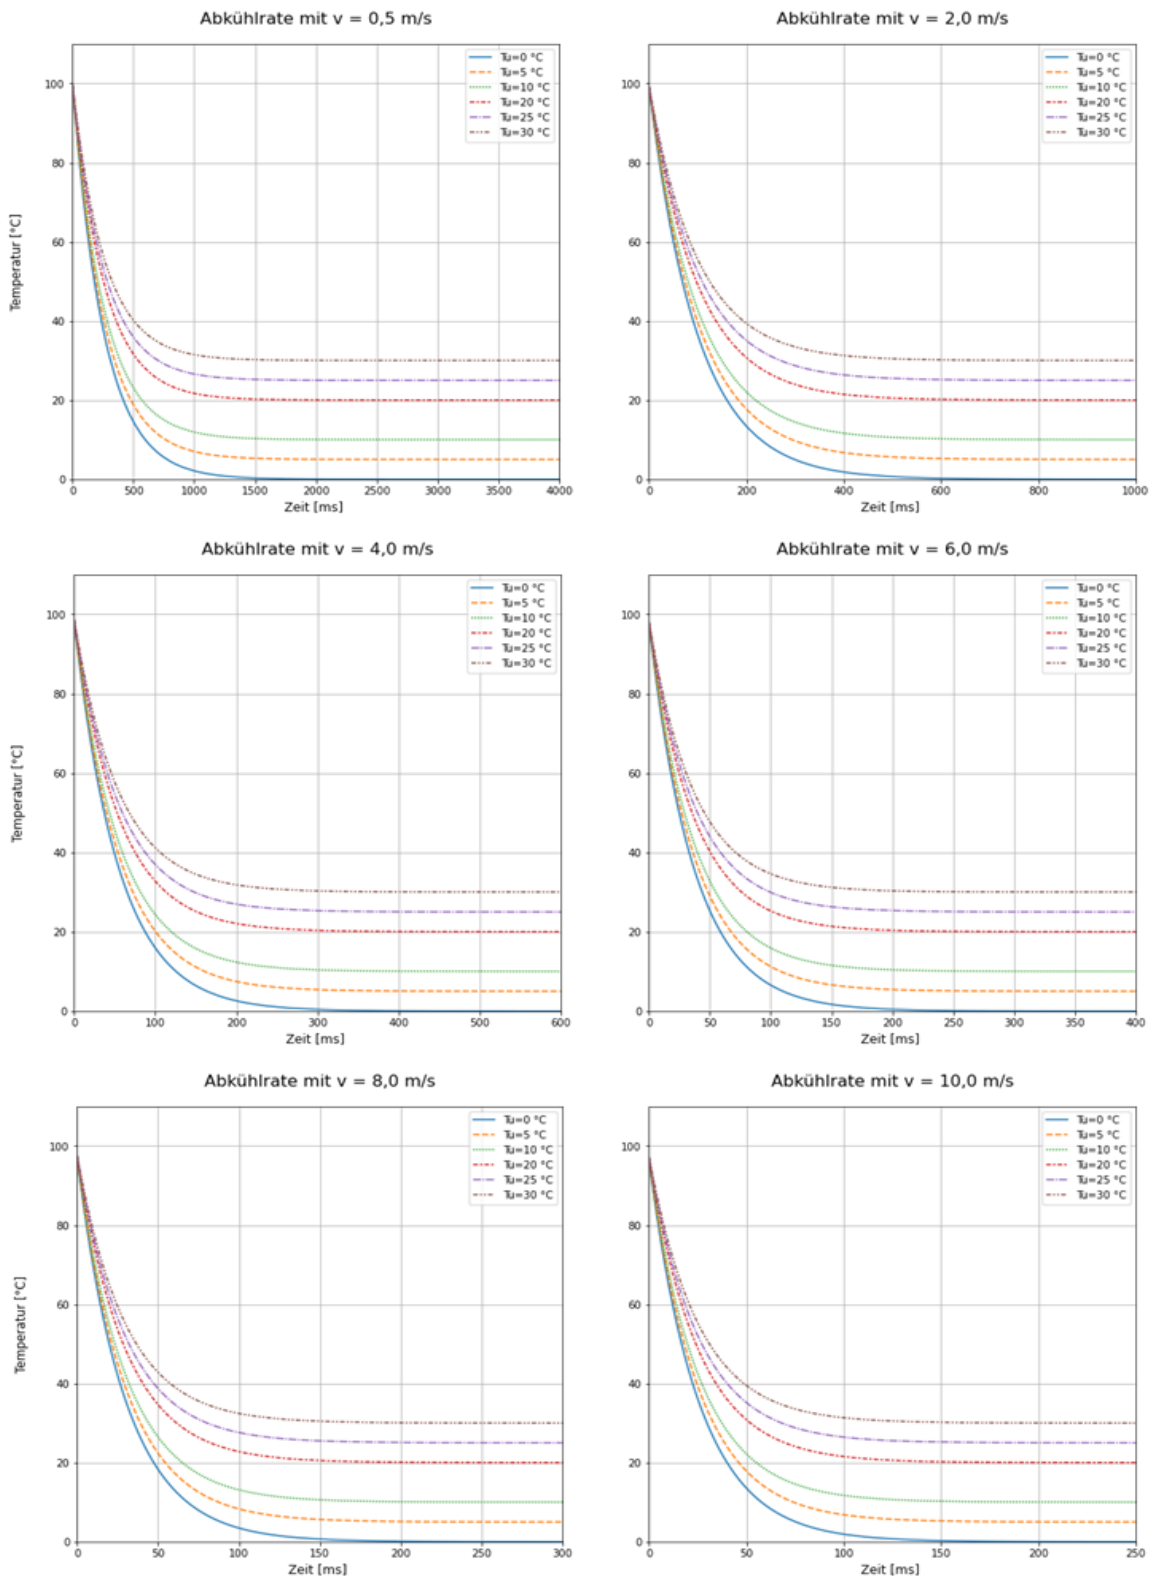 Abkühlrate mit v = 0,5 m/s
Tu=0 °C
Tu=5 °C
Tu=10 °C
Tu=20 °C
Tu=25 °C
Tu=30 °C
100
80
60
40
20
0
Temperatur [°C]
0 500 1000 1500 2000 2500 3000 3500 4000
Zeit [ms]
Abkühlrate mit v = 2,0 m/s
Tu=0 °C
Tu=5 °C
Tu=10 °C
Tu=20 °C
Tu=25 °C
Tu=30 °C
100
80
60
40
20
0
0 200 400 600 800 1000
Zeit [ms]
Abkühlrate mit v = 4,0 m/s
Tu=0 °C
Tu=5 °C
Tu=10 °C
Tu=20 °C
Tu=25 °C
Tu=30 °C
100
80
60
40
20
0
Temperatur [°C]
0 100 200 300 400 500 600
Zeit [ms]
Abkühlrate mit v = 6,0 m/s
Tu=0 °C
Tu=5 °C
Tu=10 °C
Tu=20 °C
Tu=25 °C
Tu=30 °C
100
80
60
40
20
0
0 50 100 150 200 250 300 350 400
Zeit [ms]
Abkühlrate mit v = 8,0 m/s
Tu=0 °C
Tu=5 °C
Tu=10 °C
Tu=20 °C
Tu=25 °C
Tu=30 °C
100
80
60
40
20
0
Temperatur [°C]
0 50 100 150 200 250 300
Zeit [ms]
Abkühlrate mit v = 10,0 m/s
Tu=0 °C
Tu=5 °C
Tu=10 °C
Tu=20 °C
Tu=25 °C
Tu=30 °C
100
80
60
40
20
0
0 50 100 150 200 250
Zeit [ms]